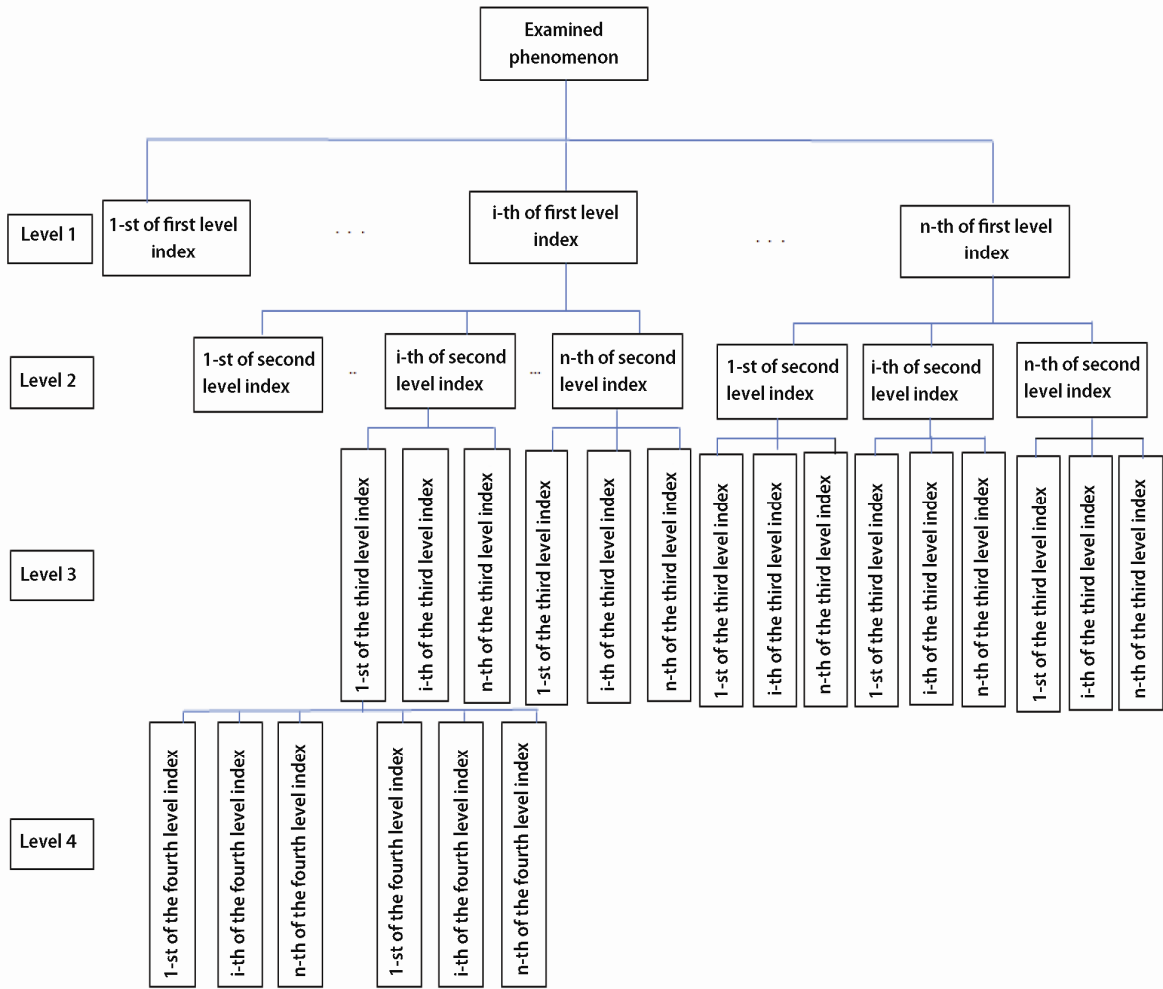 Examined
phenomenon
Level 1
1-st of first level
index
. . .
i-th of first level
index
. . .
n-th of first level
index
Level 2
1-st of second
level index
..
i-th of second
level index
...
n-th of second
level index
1-st of second
level index
i-th of second
level index
n-th of second
level index
Level 3
1-st of the third level index
i-th of the third level index
n-th of the third level index
1-st of the third level index
i-th of the third level index
n-th of the third level index
1-st of the third level index
i-th of the third level index
n-th of the third level index
1-st of the third level index
i-th of the third level index
n-th of the third level index
1-st of the third level index
i-th of the third level index
n-th of the third level index
Level 4
1-st of the fourth level index
i-th of the fourth level index
n-th of the fourth level index
1-st of the fourth level index
i-th of the fourth level index
n-th of the fourth level index